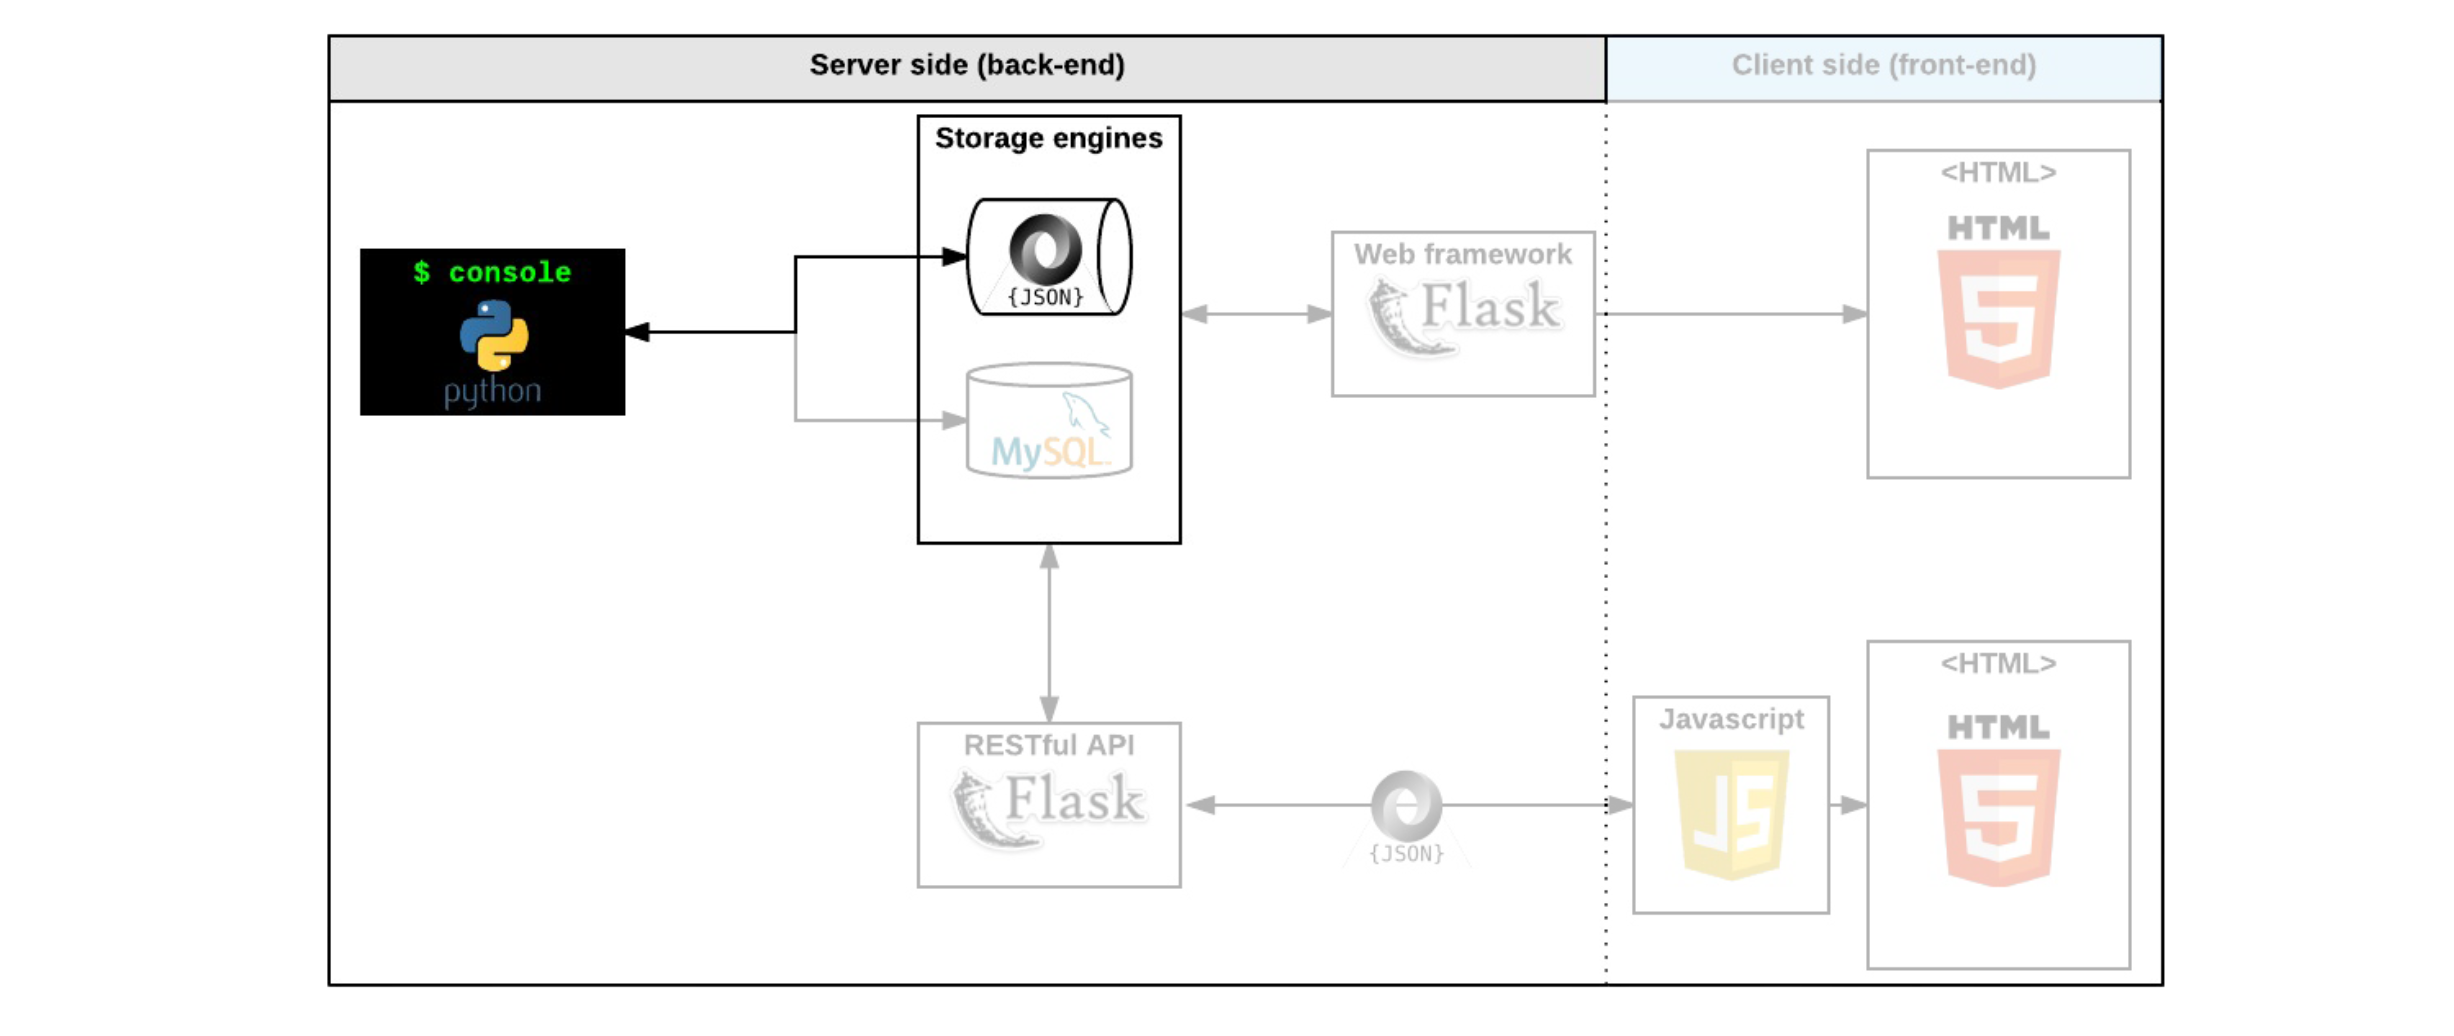 Server side (back-end)
Client side (front-end)
Storage engines
{JSON}
MySQL
$ console
python
Web framework
Flask
<HTML>
HTML
5
RESTful API
Flask
{JSON}
Javascript
JS
<HTML>
HTML
5